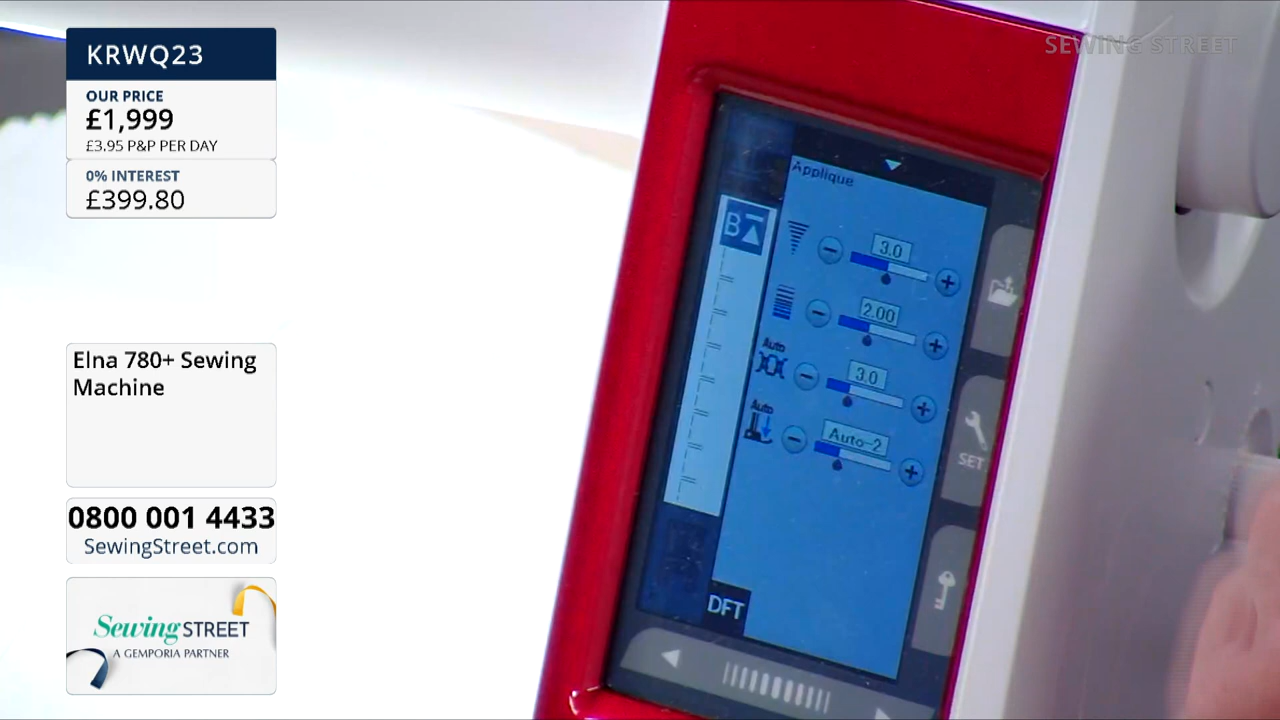 KRWQ23
OUR PRICE
£1,999
£3.95 P&P PER DAY
0% INTEREST
£399.80
Elna 780+ Sewing
Machine
0800 001 4433
SewingStreet.com
Sewing STREET
A GEMPORIA PARTNER
SEWING STREET
Applique
B
3.0
2.00
Auto
3.0
Auto
Auto-2
DFT
SET